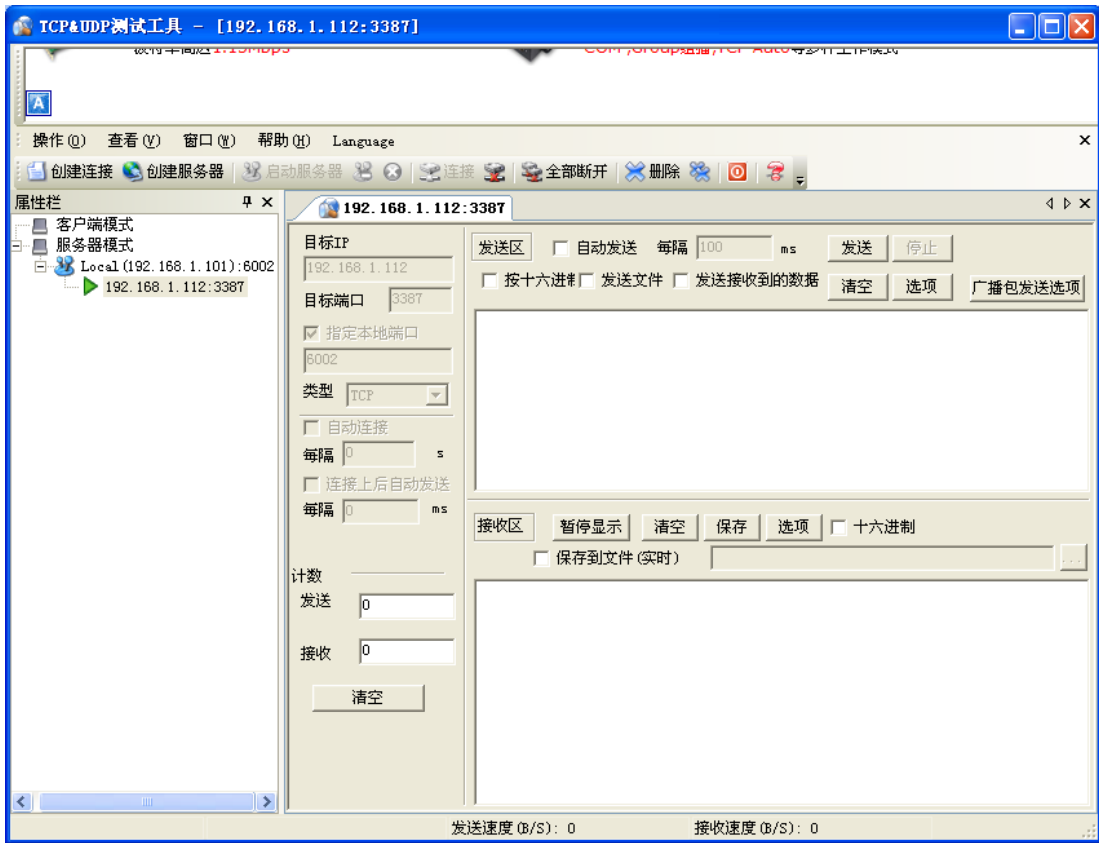 TCP&UDP测试工具 - [192.168.1.112:3387]
操作(O) 查看(V) 窗口(W) 帮助(H) Language
创建连接 创建服务器 启动服务器 连接 全部断开 删除
属性栏
客户端模式
服务器模式
Local(192.168.1.101):6002
192.168.1.112:3387
192.168.1.112:3387
目标IP
192.168.1.112
目标端口 3387
指定本地端口
6002
类型 TCP
自动连接
每隔 0 s
连接上后自动发送
每隔 0 ms
计数
发送 0
接收 0
清空
发送区 自动发送 每隔 100 ms 发送 停止
按十六进制 发送文件 发送接收到的数据 清空 选项 广播包发送选项
接收区 暂停显示 清空 保存 选项 十六进制
保存到文件(实时) ...
发送速度(B/S): 0 接收速度(B/S): 0